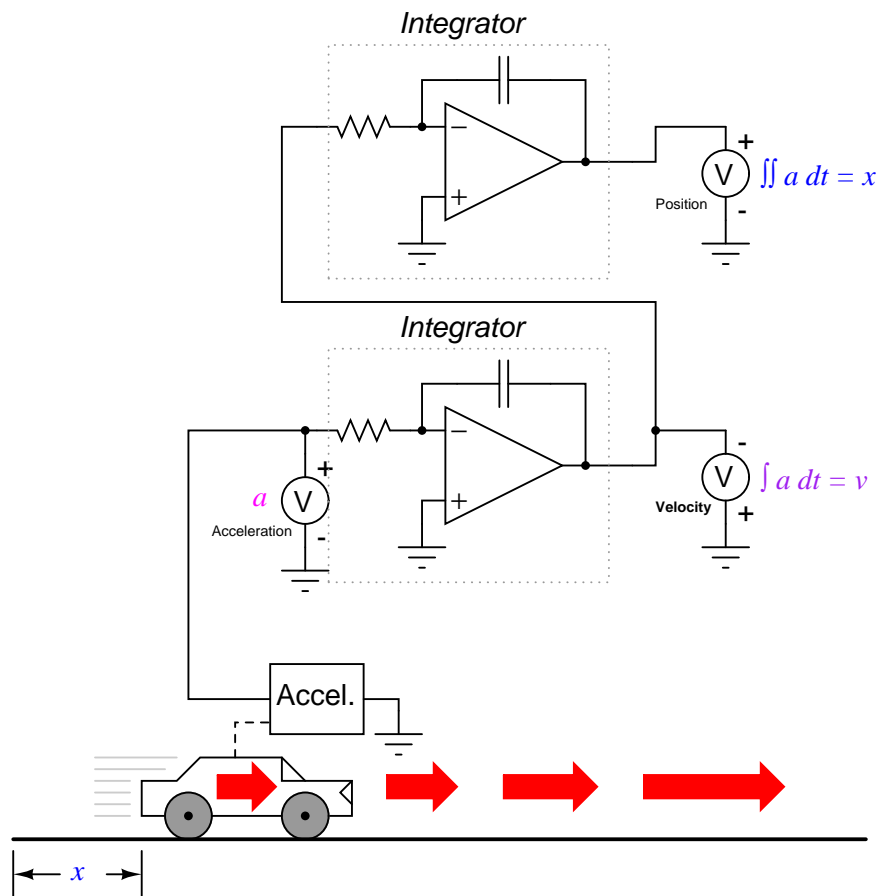 Integrator
−
+
+
V
-
Position
∫∫ a dt = x
Integrator
−
+
+
V
-
a
Acceleration
-
V
+
Velocity
∫ a dt = v
Accel.
x